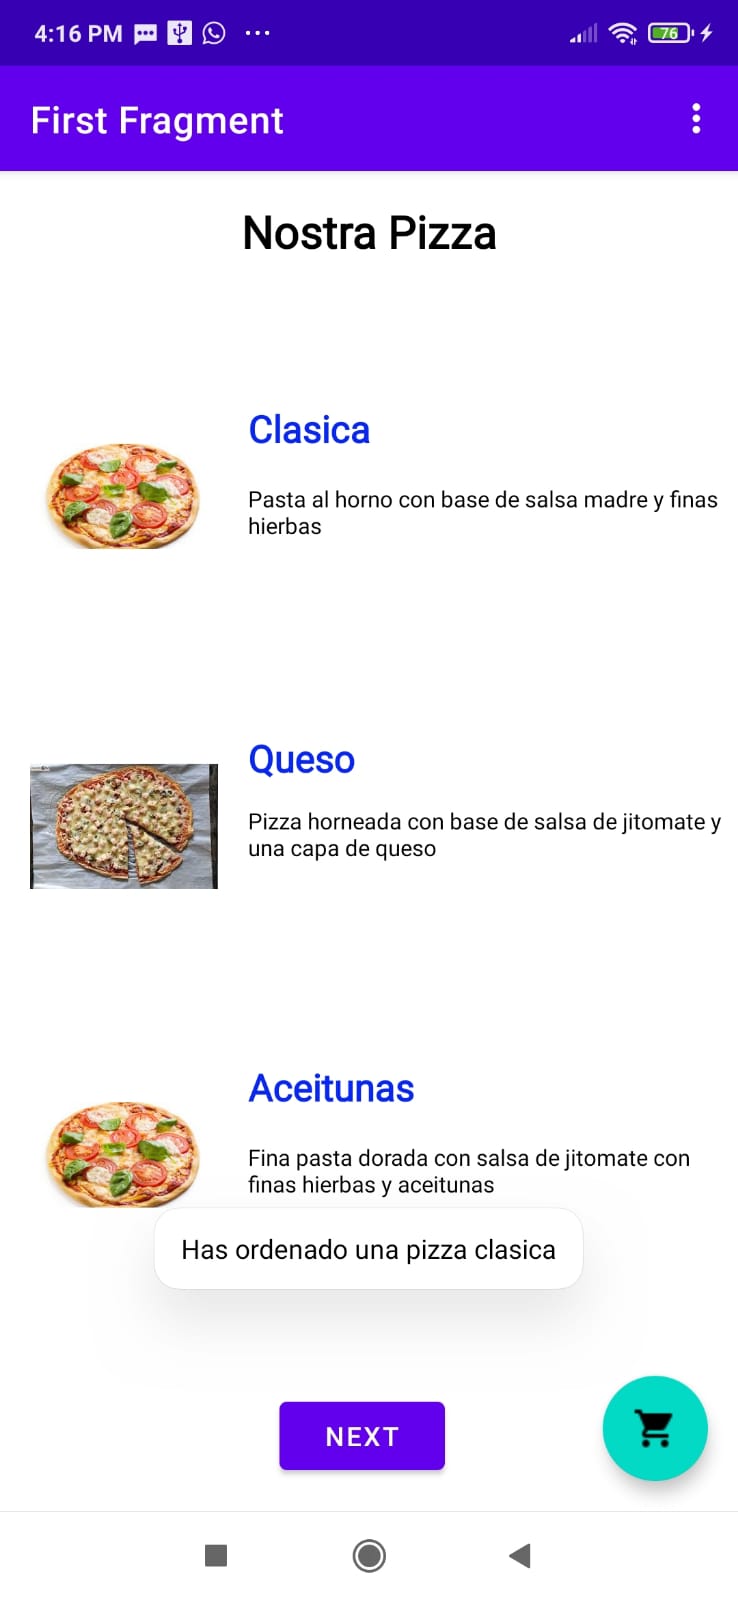 4:16 PM
76
First Fragment
Nostra Pizza
Clasica
Pasta al horno con base de salsa madre y finas
hierbas
Queso
Pizza horneada con base de salsa de jitomate y
una capa de queso
Aceitunas
Fina pasta dorada con salsa de jitomate con
finas hierbas y aceitunas
Has ordenado una pizza clasica
NEXT